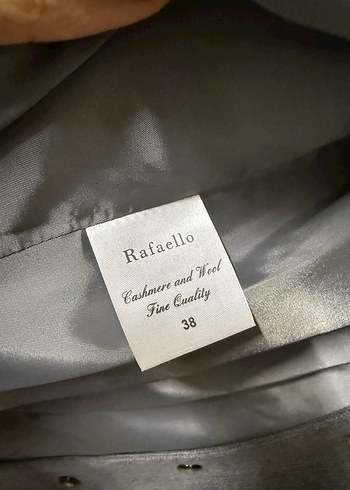 Rafaello
Cashmere and Wool
Fine Quality
38